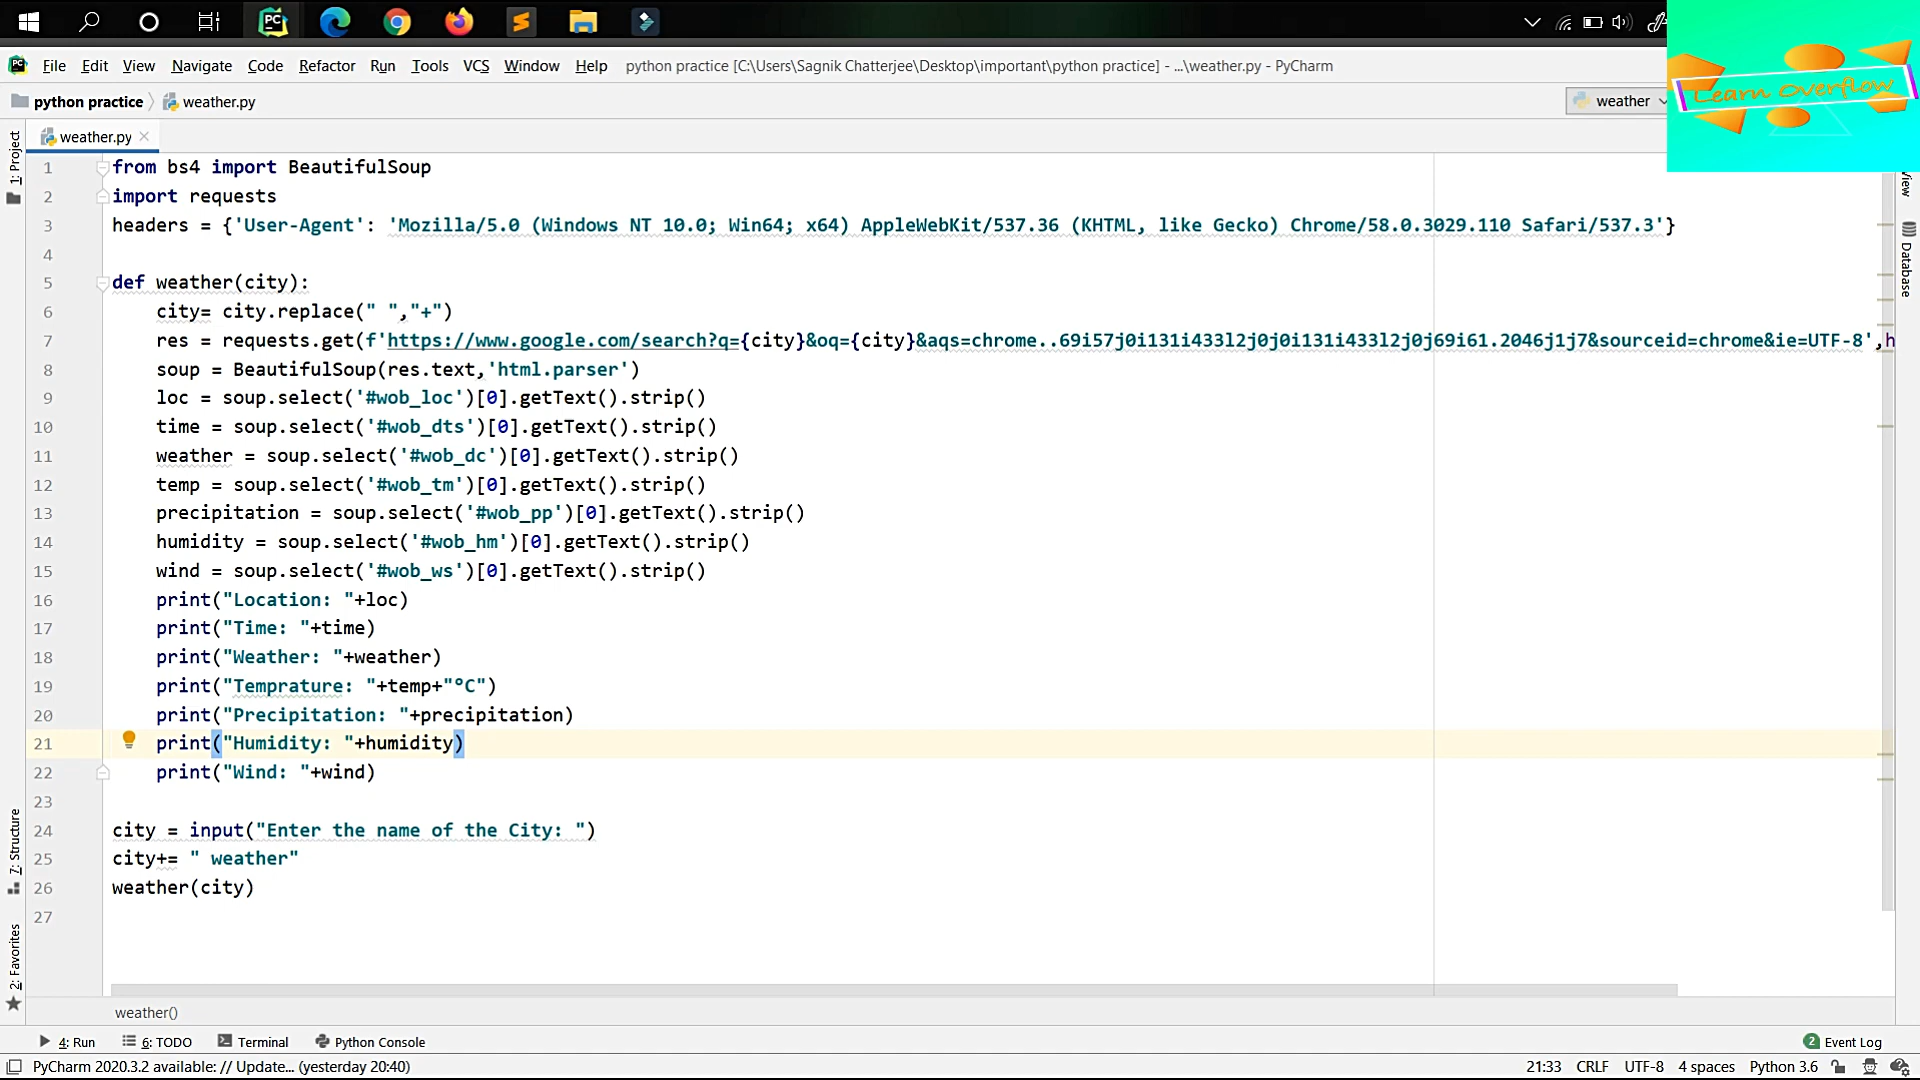 File Edit View Navigate Code Refactor Run Tools VCS Window Help python practice [C:\Users\Sagnik Chatterjee\Desktop\important\python practice] - ...\weather.py - PyCharm
Learn Overflow
python practice weather.py weather
1: Project
weather.py
View
Database
1 from bs4 import BeautifulSoup
2 import requests
3 headers = {'User-Agent': 'Mozilla/5.0 (Windows NT 10.0; Win64; x64) AppleWebKit/537.36 (KHTML, like Gecko) Chrome/58.0.3029.110 Safari/537.3'}
4
5 def weather(city):
6 city= city.replace(" ","+")
7 res = requests.get(f'https://www.google.com/search?q={city}&oq={city}&aqs=chrome..69i57j0i131i433l2j0j0i131i433l2j0j69i61.2046j1j7&sourceid=chrome&ie=UTF-8',h
8 soup = BeautifulSoup(res.text,'html.parser')
9 loc = soup.select('#wob_loc')[0].getText().strip()
10 time = soup.select('#wob_dts')[0].getText().strip()
11 weather = soup.select('#wob_dc')[0].getText().strip()
12 temp = soup.select('#wob_tm')[0].getText().strip()
13 precipitation = soup.select('#wob_pp')[0].getText().strip()
14 humidity = soup.select('#wob_hm')[0].getText().strip()
15 wind = soup.select('#wob_ws')[0].getText().strip()
16 print("Location: "+loc)
17 print("Time: "+time)
18 print("Weather: "+weather)
19 print("Temprature: "+temp+"°C")
20 print("Precipitation: "+precipitation)
21 print("Humidity: "+humidity)
22 print("Wind: "+wind)
23
24 city = input("Enter the name of the City: ")
25 city+= " weather"
26 weather(city)
27
7: Structure
2: Favorites
weather()
4: Run 6: TODO Terminal Python Console 2 Event Log
PyCharm 2020.3.2 available: // Update... (yesterday 20:40) 21:33 CRLF UTF-8 4 spaces Python 3.6